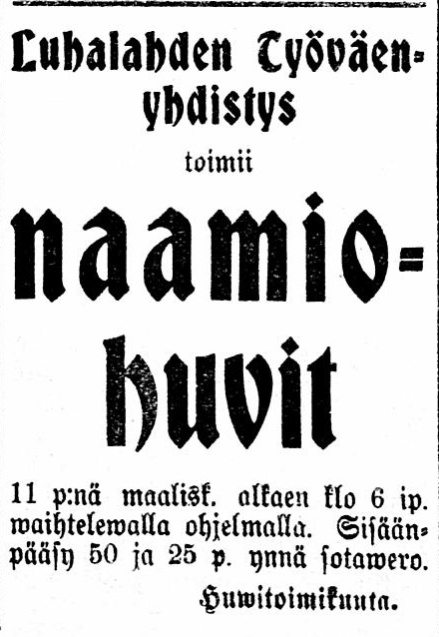 Luhalahden Työväen-
yhdistys
toimii
naamio-
huvit
11 p:nä maalisk. alkaen klo 6 ip.
waihtelewalla ohjelmalla. Sisään-
pääsy 50 ja 25 p. ynnä sotawero.
Huwitoimikunta.